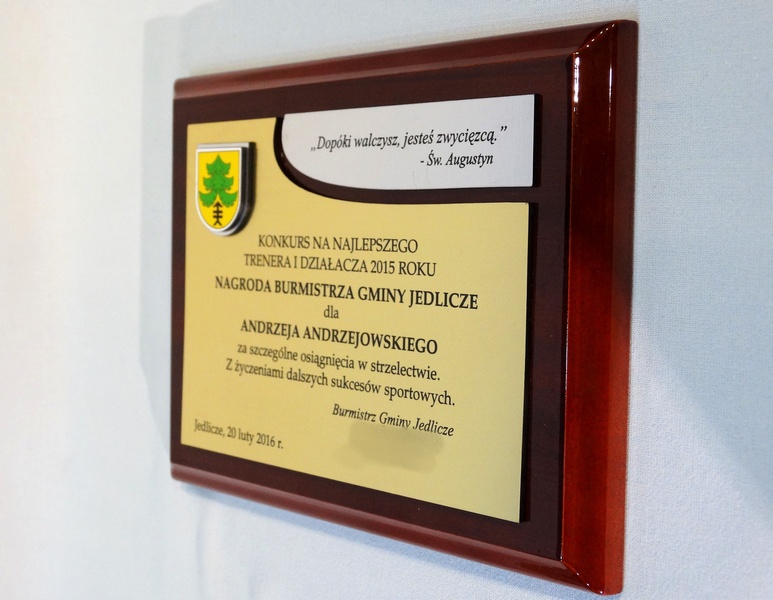 „Dopóki walczysz, jesteś zwycięzcą.”
- Św. Augustyn
KONKURS NA NAJLEPSZEGO
TRENERA I DZIAŁACZA 2015 ROKU
NAGRODA BURMISTRZA GMINY JEDLICZE
dla
ANDRZEJA ANDRZEJOWSKIEGO
za szczególne osiągnięcia w strzelectwie.
Z życzeniami dalszych sukcesów sportowych.
Burmistrz Gminy Jedlicze
Jedlicze, 20 luty 2016 r.